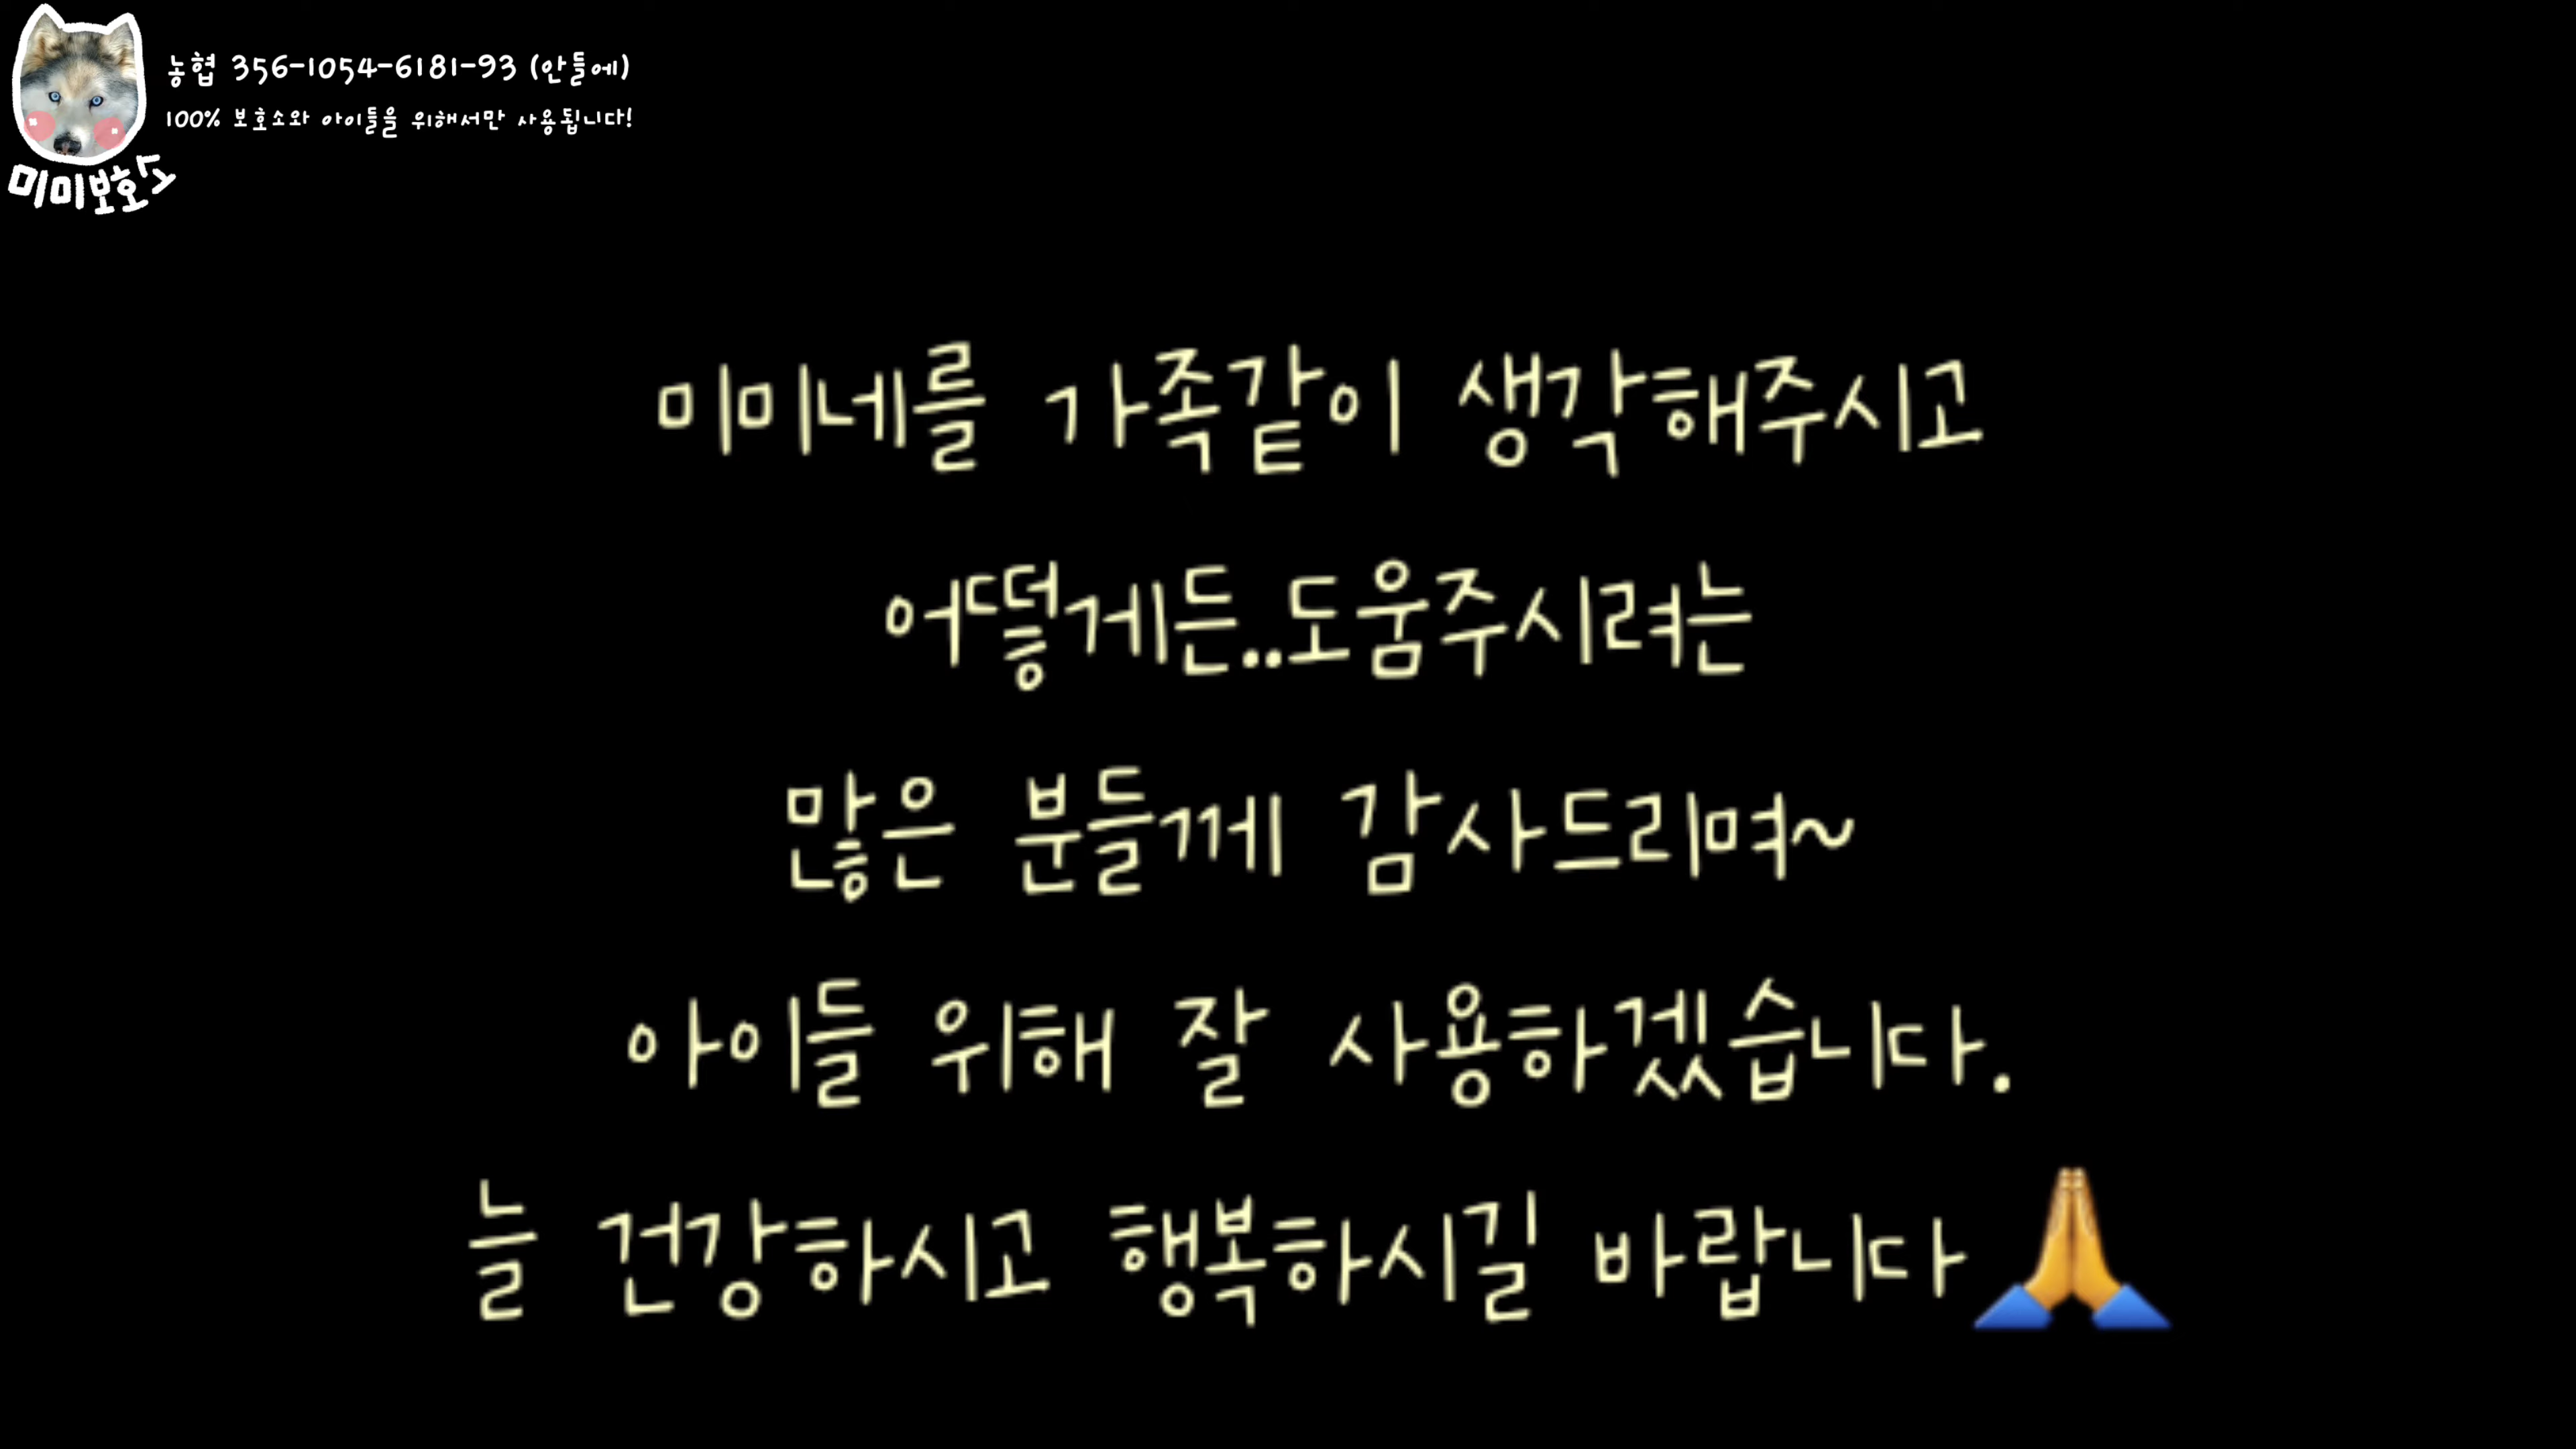 농협 356-1054-6181-93 (안들에)
100% 보호소와 아이들을 위해서만 사용됩니다!
미미보호소
미미네를 가족같이 생각해주시고
어떻게든..도움주시려는
많은 분들께 감사드리며~
아이들 위해 잘 사용하겠습니다.
늘 건강하시고 행복하시길 바랍니다🙏